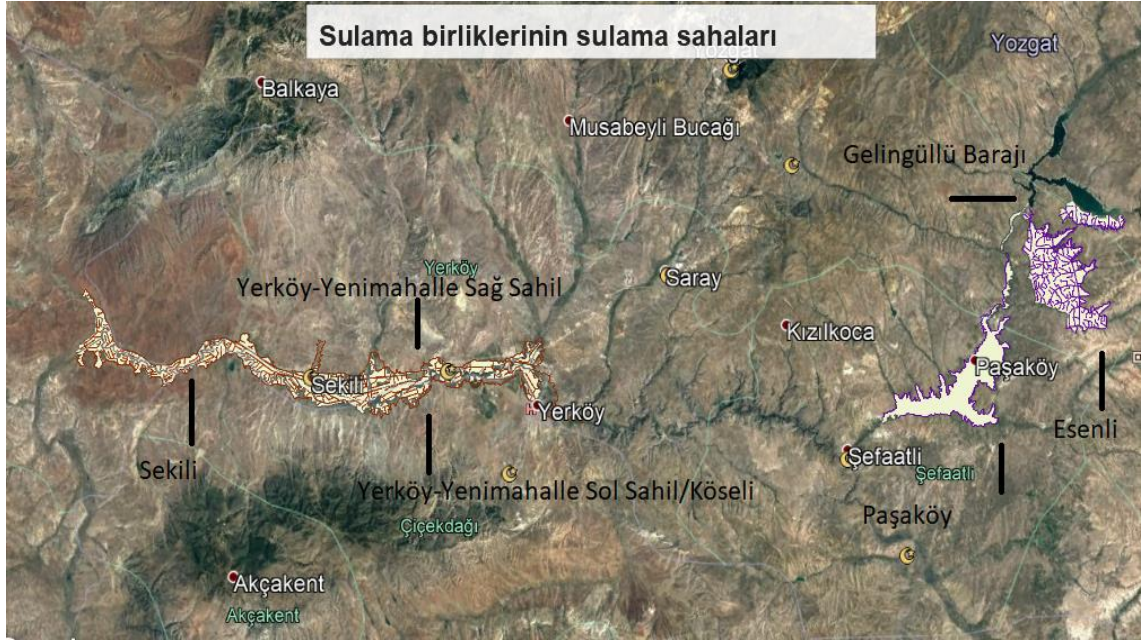 Sulama birliklerinin sulama sahaları
Yozgat
Balkaya
Musabeyli Bucağı
Gelingüllü Barajı
Yerköy
Saray
Yerköy-Yenimahalle Sağ Sahil
Kızılkoca
Paşaköy
Sekili
Yerköy
Esenli
Şefaatli
Sekili
Şefaatli
Yerköy-Yenimahalle Sol Sahil/Köseli
Paşaköy
Çiçekdağı
Akçakent
Akçakent